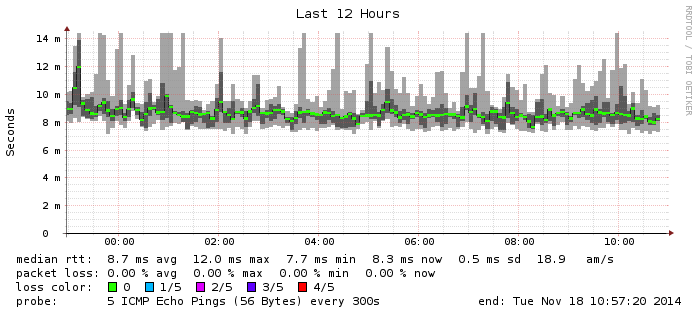 Last 12 Hours
RRDTOOL / TOBI OETIKER
Seconds
14 m
12 m
10 m
8 m
6 m
4 m
2 m
0
00:00 02:00 04:00 06:00 08:00 10:00
median rtt: 8.7 ms avg 12.0 ms max 7.7 ms min 8.3 ms now 0.5 ms sd 18.9 am/s
packet loss: 0.00 % avg 0.00 % max 0.00 % min 0.00 % now
loss color: 0 1/5 2/5 3/5 4/5
probe: 5 ICMP Echo Pings (56 Bytes) every 300s end: Tue Nov 18 10:57:20 2014